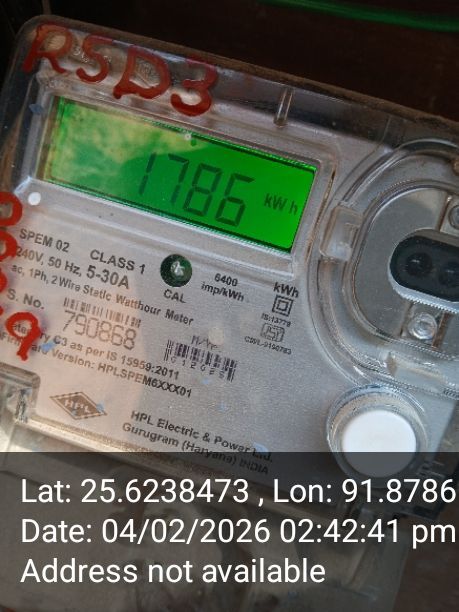 RSD3
1786 kWh
SPEM 02
CLASS 1
240V, 50 Hz, 5-30A
ac, 1Ph, 2 Wire Static Watthour Meter
CAL
6400
imp/kWh
kWh
IS:13779
S. No.
790868
C3 as per IS 15959:2011
Firmware Version: HPLSPEM6XXX01
HPL
HPL Electric & Power Ltd.
Gurugram (Haryana) INDIA
Lat: 25.6238473 , Lon: 91.8786
Date: 04/02/2026 02:42:41 pm
Address not available